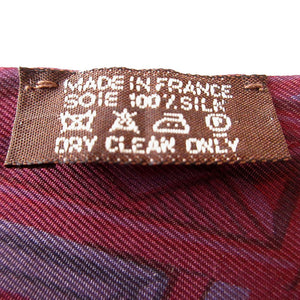 MADE IN FRANCE
SOIE 100% SILK
DRY CLEAN ONLY